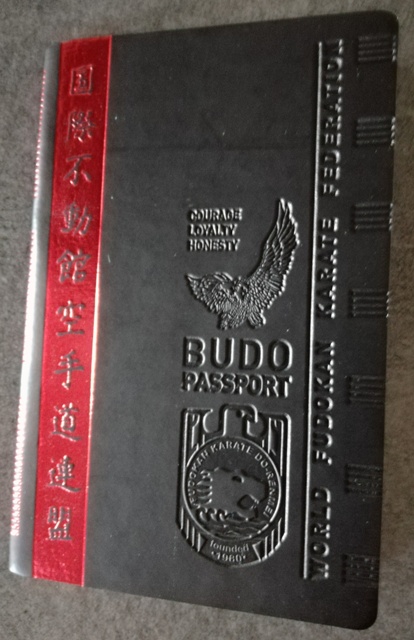 国際不動館空手道連盟
COURAGE
LOYALTY
HONESTY
BUDO
PASSPORT
FUDOKAN KARATE DO-RENMEI
founded
1980
WORLD FUDOKAN KARATE FEDERATION